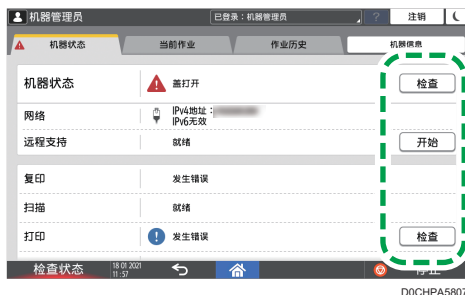 机器管理员 已登录：机器管理员 ? 注销
机器状态 当前作业 作业历史 机器信息
机器状态 盖打开 检查
网络 IPv4地址：
IPv6无效
远程支持 就绪 开始
复印 发生错误
扫描 就绪
打印 发生错误 检查
检查状态 18 01 2021
11:57 停止
D0CHPA5807